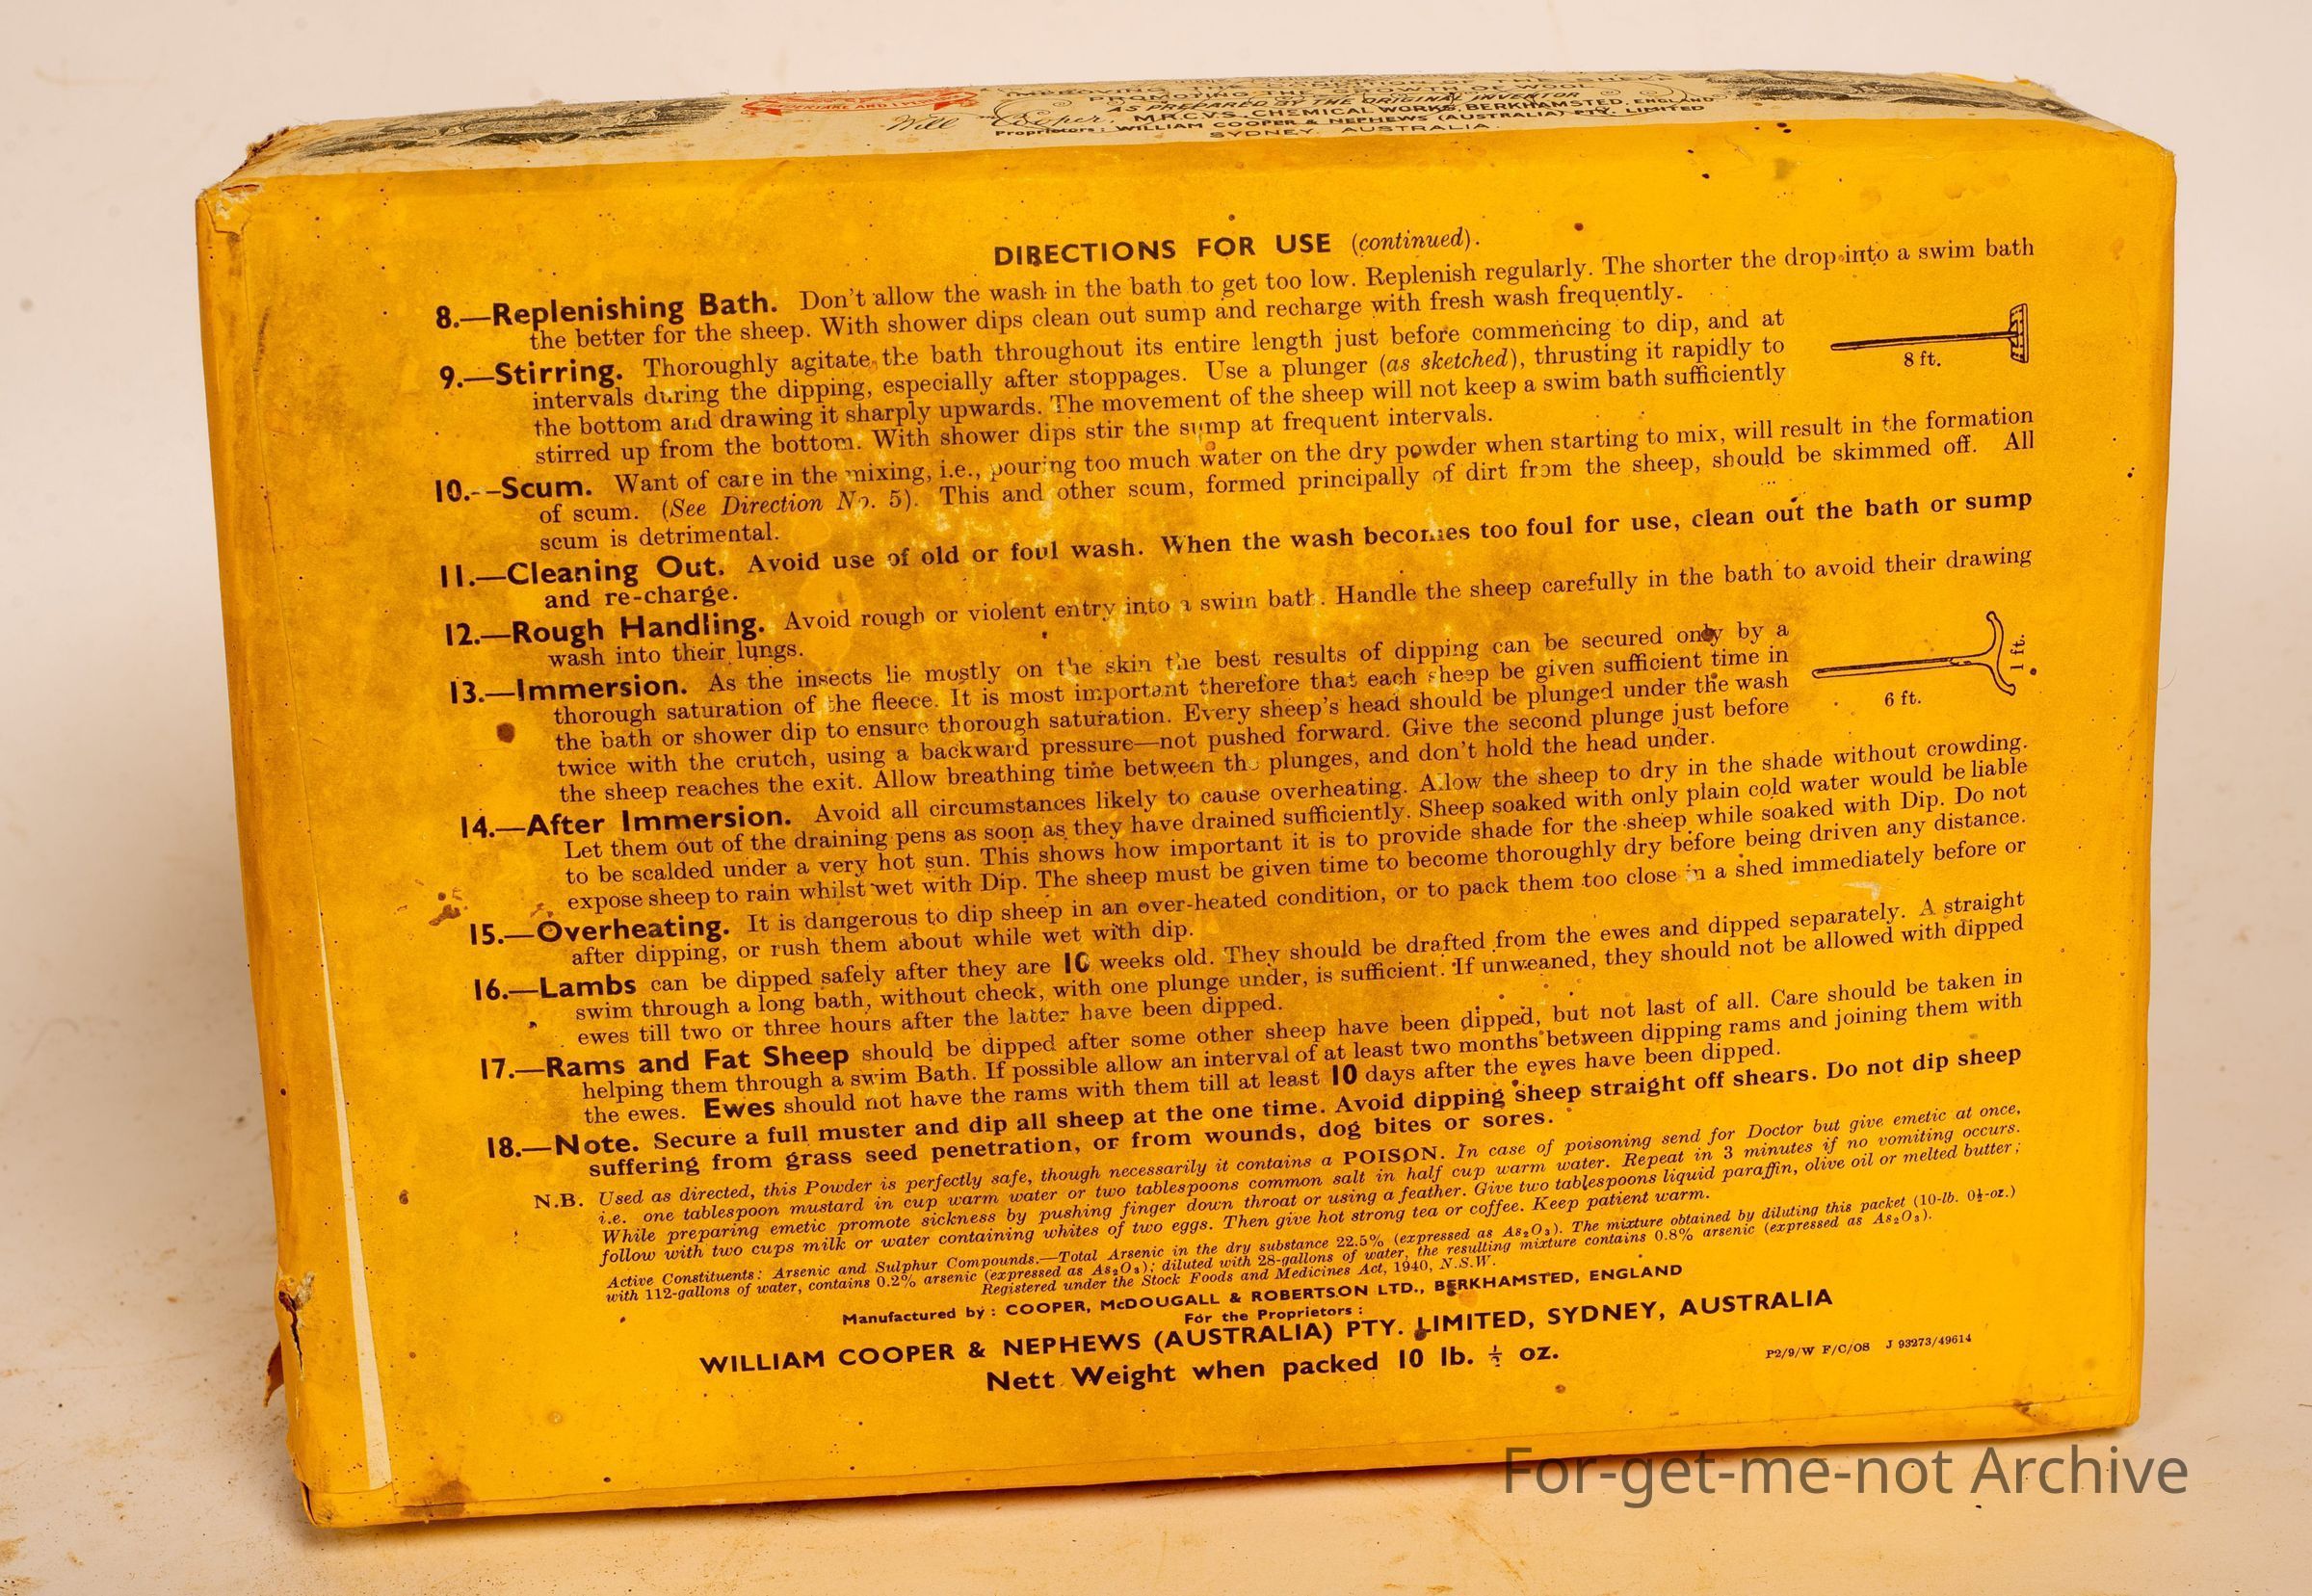 PROMOTING THE GROWTH OF WOOL
AS PREPARED BY THE ORIGINAL INVENTOR
Will Cooper, M.R.C.V.S. CHEMICAL WORKS, BERKHAMSTED, ENGLAND
Proprietors: WILLIAM COOPER & NEPHEWS (AUSTRALIA) PTY. LIMITED
SYDNEY. AUSTRALIA.
DIRECTIONS FOR USE (continued).
8.—Replenishing Bath. Don't allow the wash in the bath to get too low. Replenish regularly. The shorter the drop into a swim bath
the better for the sheep. With shower dips clean out sump and recharge with fresh wash frequently.
9.—Stirring. Thoroughly agitate the bath throughout its entire length just before commencing to dip, and at
intervals during the dipping, especially after stoppages. Use a plunger (as sketched), thrusting it rapidly to
the bottom and drawing it sharply upwards. The movement of the sheep will not keep a swim bath sufficiently
stirred up from the bottom. With shower dips stir the sump at frequent intervals.
8 ft.
10.—Scum. Want of care in the mixing, i.e., pouring too much water on the dry powder when starting to mix, will result in the formation
of scum. (See Direction No. 5). This and other scum, formed principally of dirt from the sheep, should be skimmed off. All
scum is detrimental.
11.—Cleaning Out. Avoid use of old or foul wash. When the wash becomes too foul for use, clean out the bath or sump
and re-charge.
12.—Rough Handling. Avoid rough or violent entry into a swim bath. Handle the sheep carefully in the bath to avoid their drawing
wash into their lungs.
13.—Immersion. As the insects lie mostly on the skin the best results of dipping can be secured only by a
thorough saturation of the fleece. It is most important therefore that each sheep be given sufficient time in
the bath or shower dip to ensure thorough saturation. Every sheep's head should be plunged under the wash
twice with the crutch, using a backward pressure—not pushed forward. Give the second plunge just before
the sheep reaches the exit. Allow breathing time between the plunges, and don't hold the head under.
6 ft.
1 ft.
14.—After Immersion. Avoid all circumstances likely to cause overheating. Allow the sheep to dry in the shade without crowding.
Let them out of the draining pens as soon as they have drained sufficiently. Sheep soaked with only plain cold water would be liable
to be scalded under a very hot sun. This shows how important it is to provide shade for the sheep while soaked with Dip. Do not
expose sheep to rain whilst wet with Dip. The sheep must be given time to become thoroughly dry before being driven any distance.
15.—Overheating. It is dangerous to dip sheep in an over-heated condition, or to pack them too close in a shed immediately before or
after dipping, or rush them about while wet with dip.
16.—Lambs can be dipped safely after they are 10 weeks old. They should be drafted from the ewes and dipped separately. A straight
swim through a long bath, without check, with one plunge under, is sufficient. If unweaned, they should not be allowed with dipped
ewes till two or three hours after the latter have been dipped.
17.—Rams and Fat Sheep should be dipped after some other sheep have been dipped, but not last of all. Care should be taken in
helping them through a swim Bath. If possible allow an interval of at least two months between dipping rams and joining them with
the ewes. Ewes should not have the rams with them till at least 10 days after the ewes have been dipped.
18.—Note. Secure a full muster and dip all sheep at the one time. Avoid dipping sheep straight off shears. Do not dip sheep
suffering from grass seed penetration, or from wounds, dog bites or sores.
N.B. Used as directed, this Powder is perfectly safe, though necessarily it contains a POISON. In case of poisoning send for Doctor but give emetic at once,
i.e. one tablespoon mustard in cup warm water or two tablespoons common salt in half cup warm water. Repeat in 3 minutes if no vomiting occurs.
While preparing emetic promote sickness by pushing finger down throat or using a feather. Give two tablespoons liquid paraffin, olive oil or melted butter;
follow with two cups milk or water containing whites of two eggs. Then give hot strong tea or coffee. Keep patient warm.
Active Constituents: Arsenic and Sulphur Compounds.—Total Arsenic in the dry substance 22.5% (expressed as As₂O₃). The mixture obtained by diluting this packet (10-lb. 0½-oz.)
with 112-gallons of water, contains 0.2% arsenic (expressed as As₂O₃); diluted with 28-gallons of water, the resulting mixture contains 0.8% arsenic (expressed as As₂O₃).
Registered under the Stock Foods and Medicines Act, 1940, N.S.W.
Manufactured by: COOPER, McDOUGALL & ROBERTSON LTD., BERKHAMSTED, ENGLAND
For the Proprietors:
WILLIAM COOPER & NEPHEWS (AUSTRALIA) PTY. LIMITED, SYDNEY, AUSTRALIA
Nett Weight when packed 10 lb. ½ oz.
P2/9/W F/C/08 J 93273/49614
For-get-me-not Archive